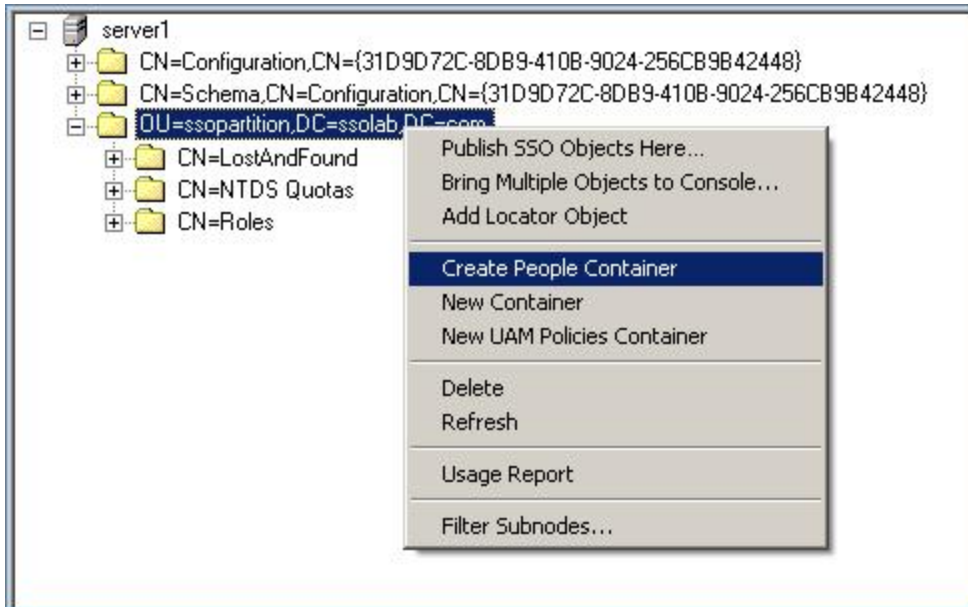 server1
CN=Configuration,CN={31D9D72C-8DB9-410B-9024-256CB9B42448}
CN=Schema,CN=Configuration,CN={31D9D72C-8DB9-410B-9024-256CB9B42448}
OU=ssopartition,DC=ssolab,DC=com
CN=LostAndFound
CN=NTDS Quotas
CN=Roles
Publish SSO Objects Here...
Bring Multiple Objects to Console...
Add Locator Object
Create People Container
New Container
New UAM Policies Container
Delete
Refresh
Usage Report
Filter Subnodes...